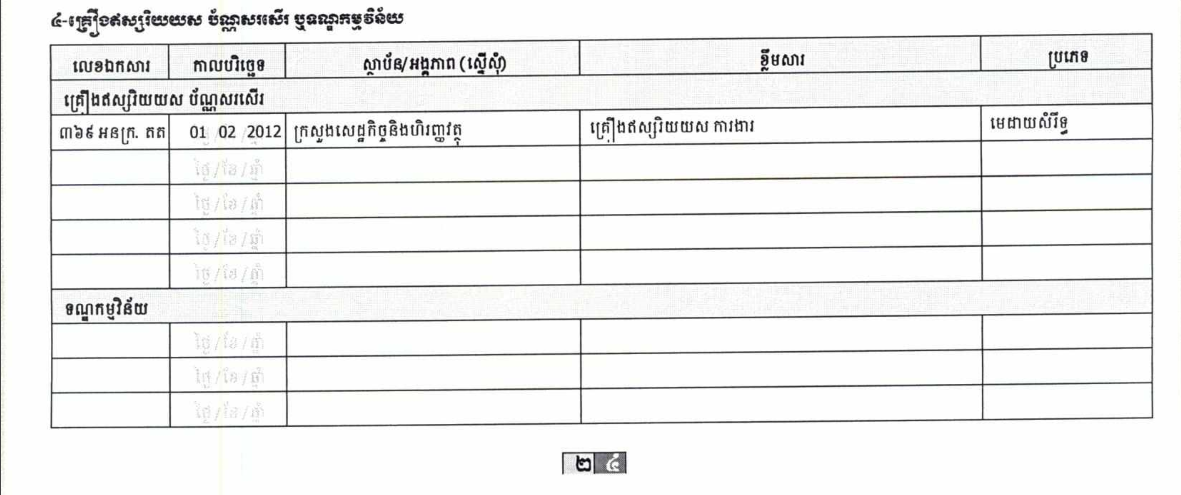 ៤-គ្រឿងឥស្សរិយយស ប័ណ្ណសរសើរ ឬទណ្ឌកម្មវិន័យ
លេខឯកសារ កាលបរិច្ឆេទ ស្ថាប័ន/អង្គភាព (ស្នើសុំ) ខ្លឹមសារ ប្រភេទ
គ្រឿងឥស្សរិយយស ប័ណ្ណសរសើរ
៣៦៩ អនក្រ. តត 01 02 2012 ក្រសួងសេដ្ឋកិច្ចនិងហិរញ្ញវត្ថុ គ្រឿងឥស្សរិយយស ការងារ មេដាយសំរឹទ្ធ
ថ្ងៃ/ខែ/ឆ្នាំ
ថ្ងៃ/ខែ/ឆ្នាំ
ថ្ងៃ/ខែ/ឆ្នាំ
ថ្ងៃ/ខែ/ឆ្នាំ
ទណ្ឌកម្មវិន័យ
ថ្ងៃ/ខែ/ឆ្នាំ
ថ្ងៃ/ខែ/ឆ្នាំ
ថ្ងៃ/ខែ/ឆ្នាំ
២ ៤